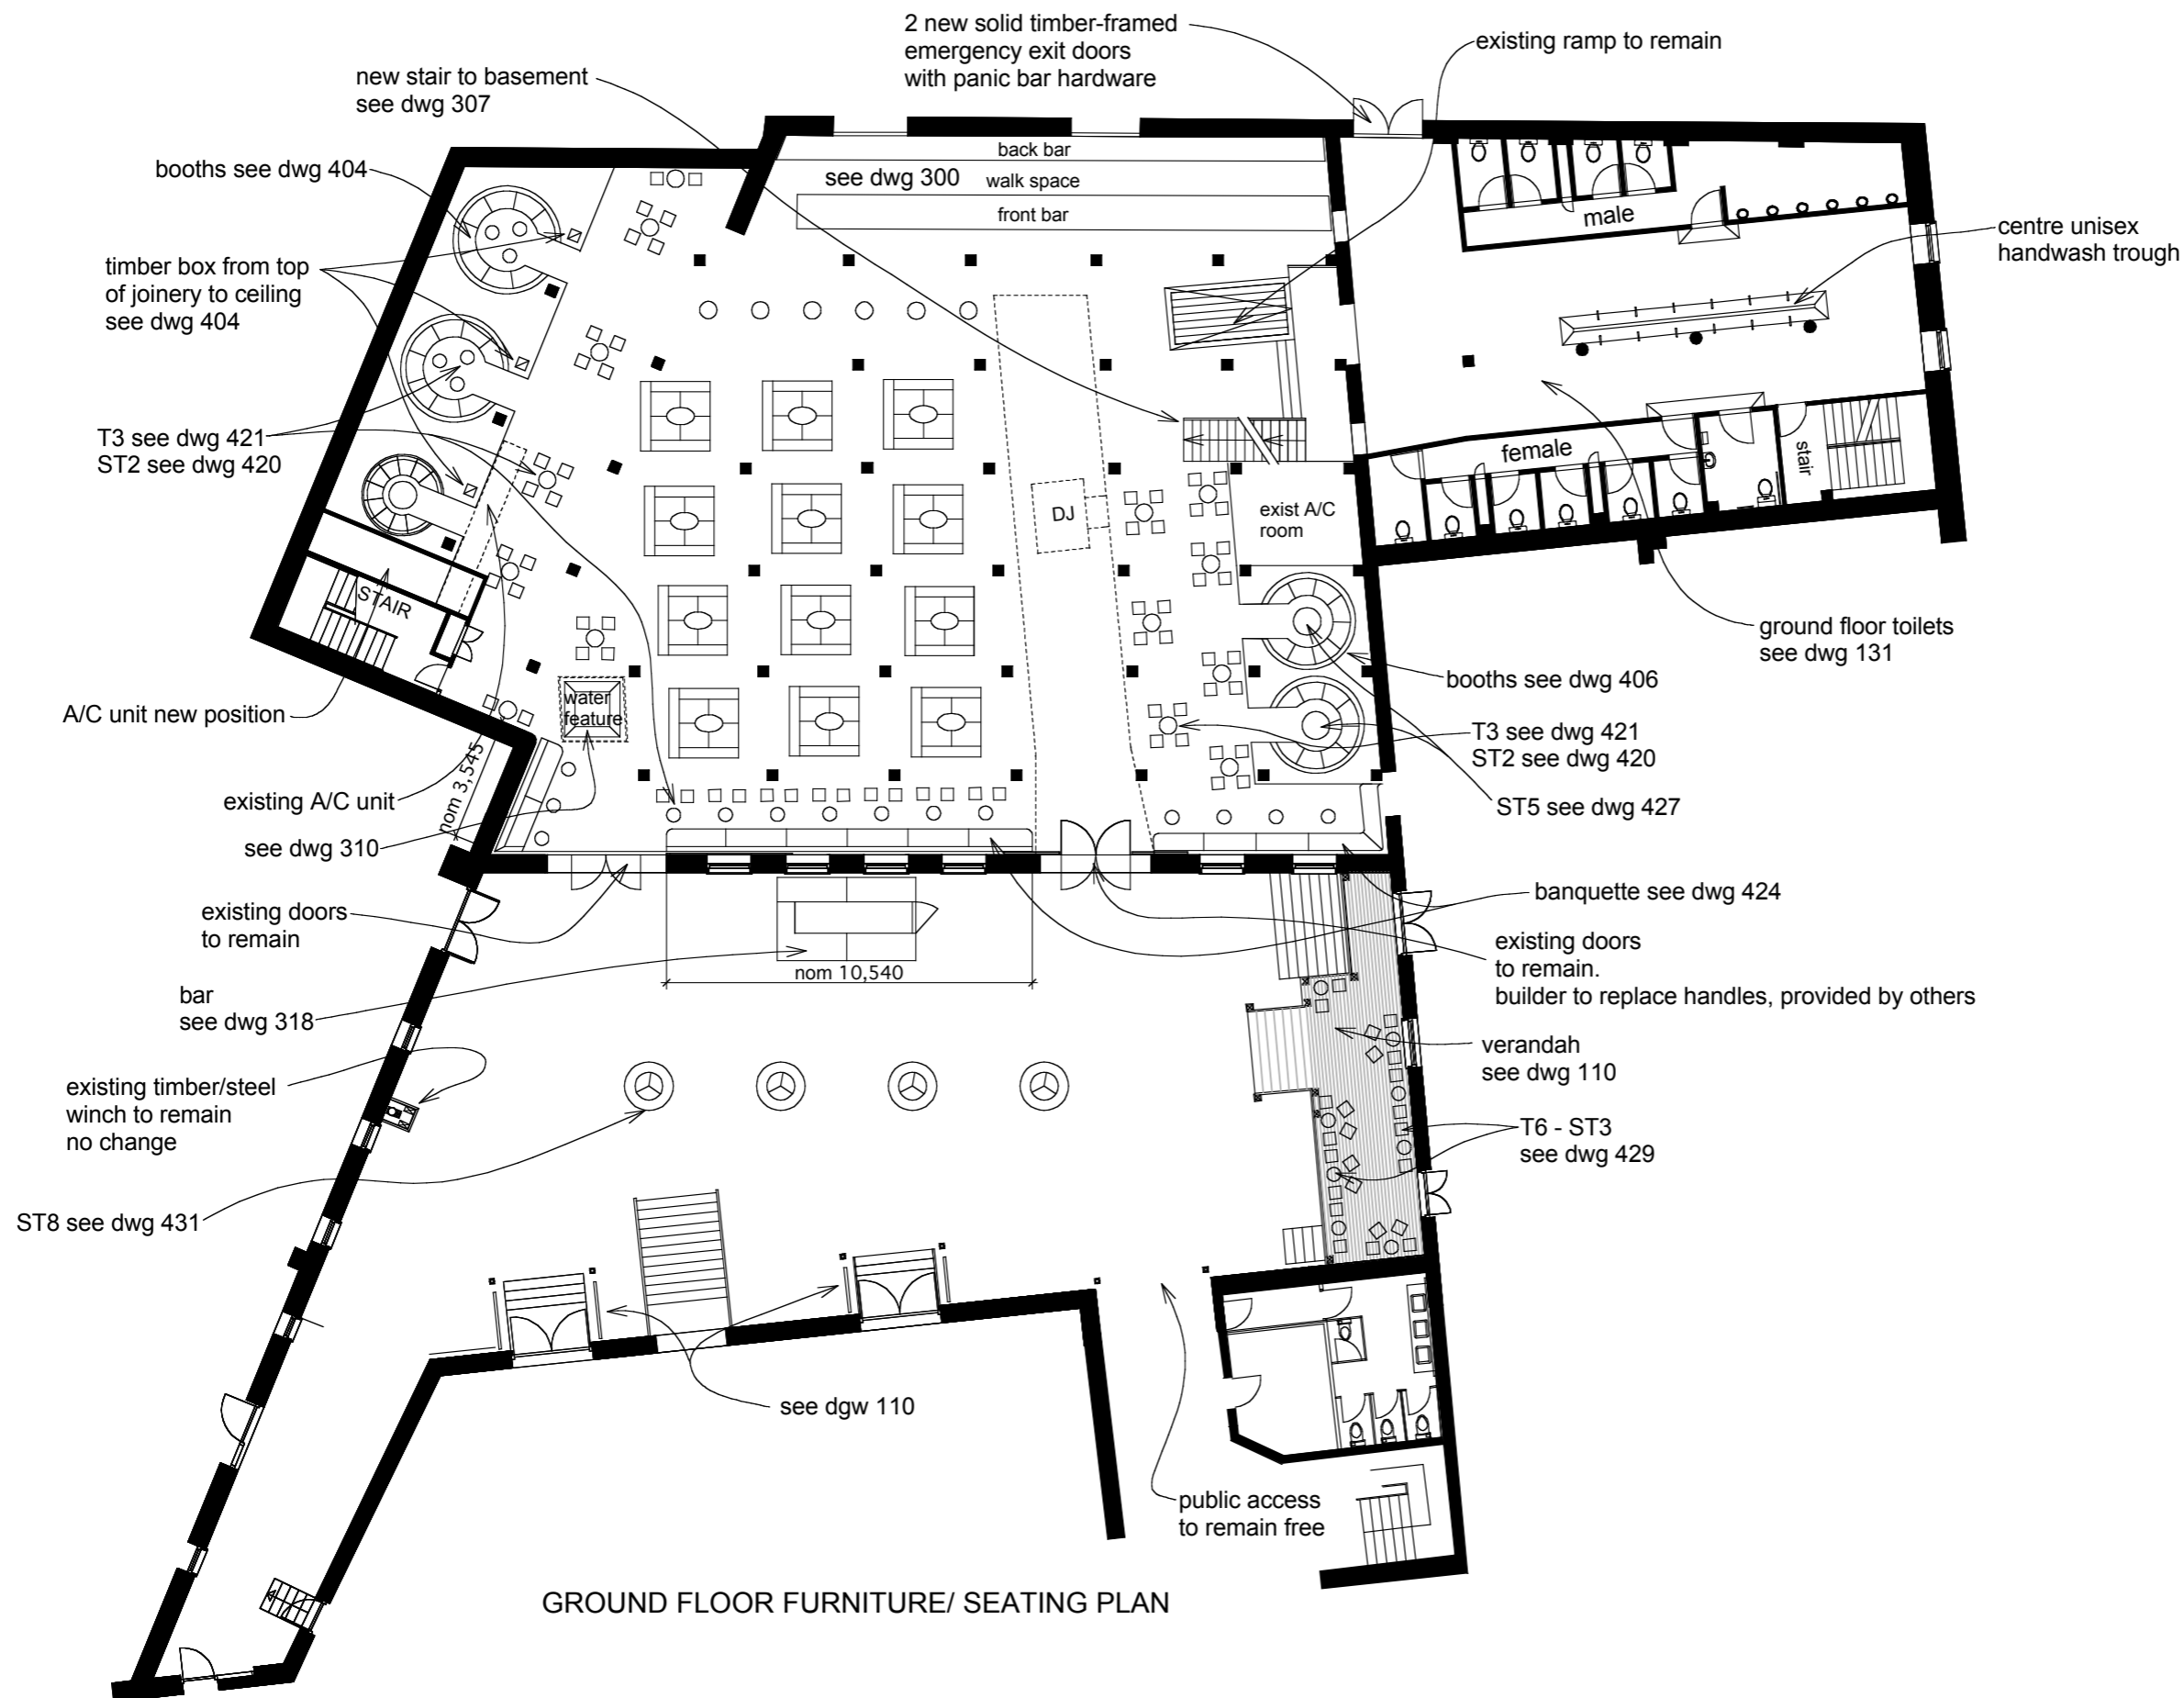 2 new solid timber-framed
emergency exit doors
with panic bar hardware
existing ramp to remain
new stair to basement
see dwg 307
booths see dwg 404
back bar
see dwg 300
walk space
front bar
male
centre unisex
handwash trough
timber box from top
of joinery to ceiling
see dwg 404
T3 see dwg 421
ST2 see dwg 420
female
stair
DJ
exist A/C
room
STAIR
ground floor toilets
see dwg 131
booths see dwg 406
water
feature
A/C unit new position
T3 see dwg 421
ST2 see dwg 420
nom 3,545
existing A/C unit
ST5 see dwg 427
see dwg 310
banquette see dwg 424
existing doors
to remain
existing doors
to remain.
builder to replace handles, provided by others
nom 10,540
bar
see dwg 318
verandah
see dwg 110
existing timber/steel
winch to remain
no change
T6 - ST3
see dwg 429
ST8 see dwg 431
see dgw 110
public access
to remain free
GROUND FLOOR FURNITURE/ SEATING PLAN